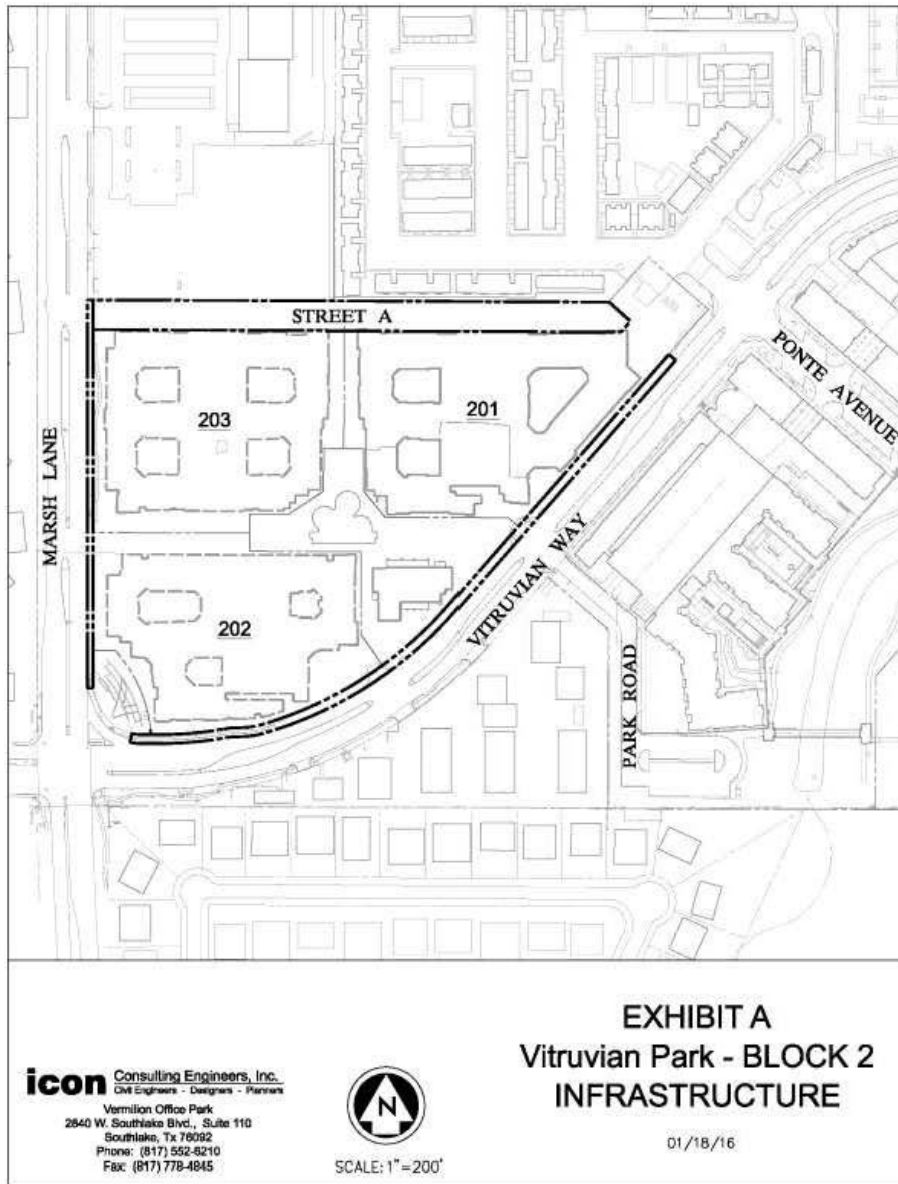 STREET A
203
201
202
MARSH LANE
VITRUVIAN WAY
PONTE AVENUE
PARK ROAD
EXHIBIT A
Vitruvian Park - BLOCK 2
INFRASTRUCTURE
01/18/16
icon Consulting Engineers, Inc.
Civil Engineers - Designers - Planners
Vermilion Office Park
2840 W. Southlake Blvd., Suite 110
Southlake, Tx 76092
Phone: (817) 552-6210
Fax: (817) 778-4845
N
SCALE: 1"=200'